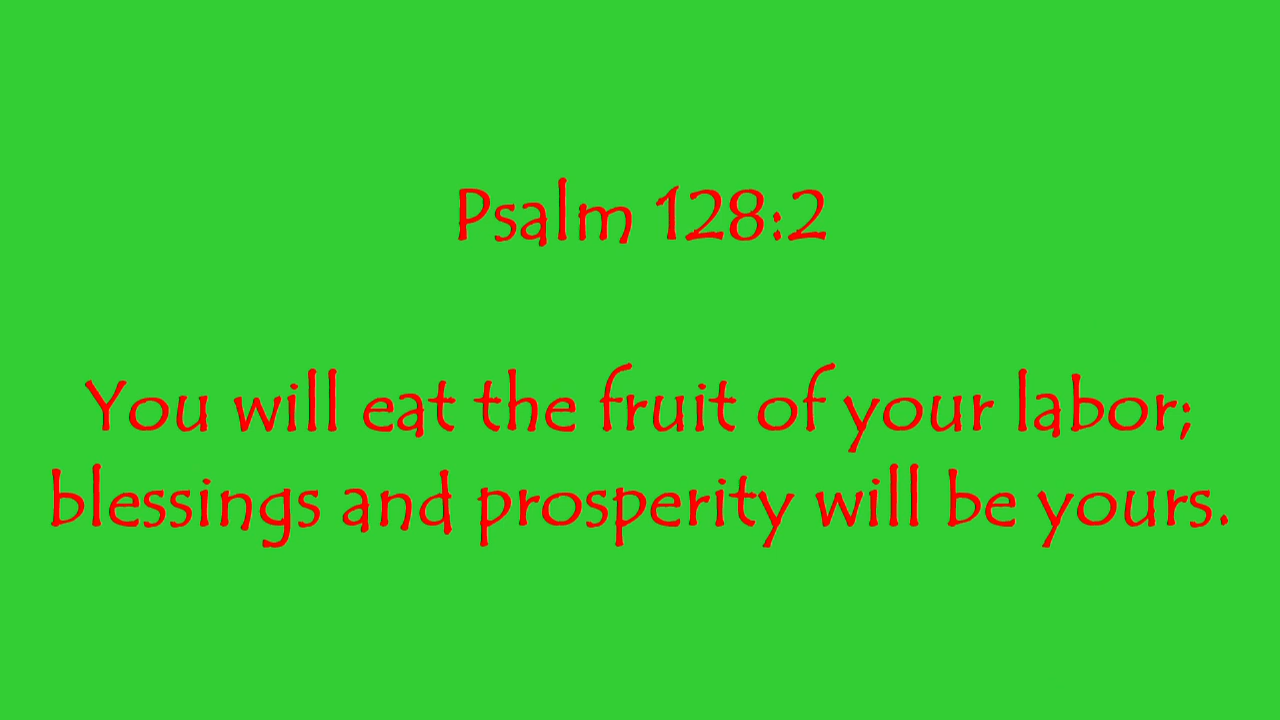 Psalm 128:2
You will eat the fruit of your labor;
blessings and prosperity will be yours.